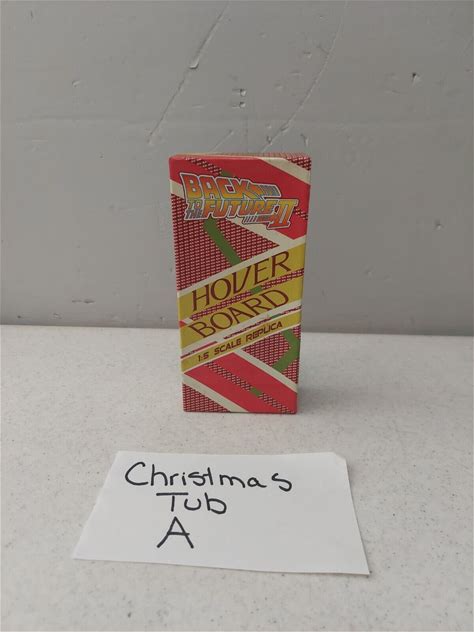 BACK
TO THE
FUTURE II
HOVER
BOARD
1:5 SCALE REPLICA
Christmas
Tub
A